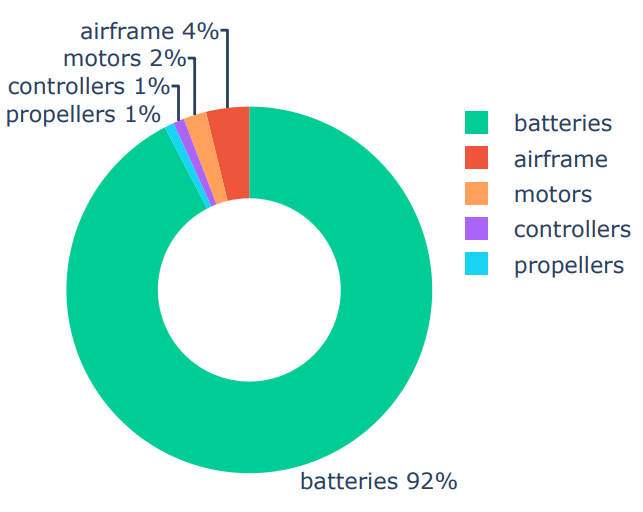 airframe 4%
motors 2%
controllers 1%
propellers 1%
batteries 92%
batteries
airframe
motors
controllers
propellers